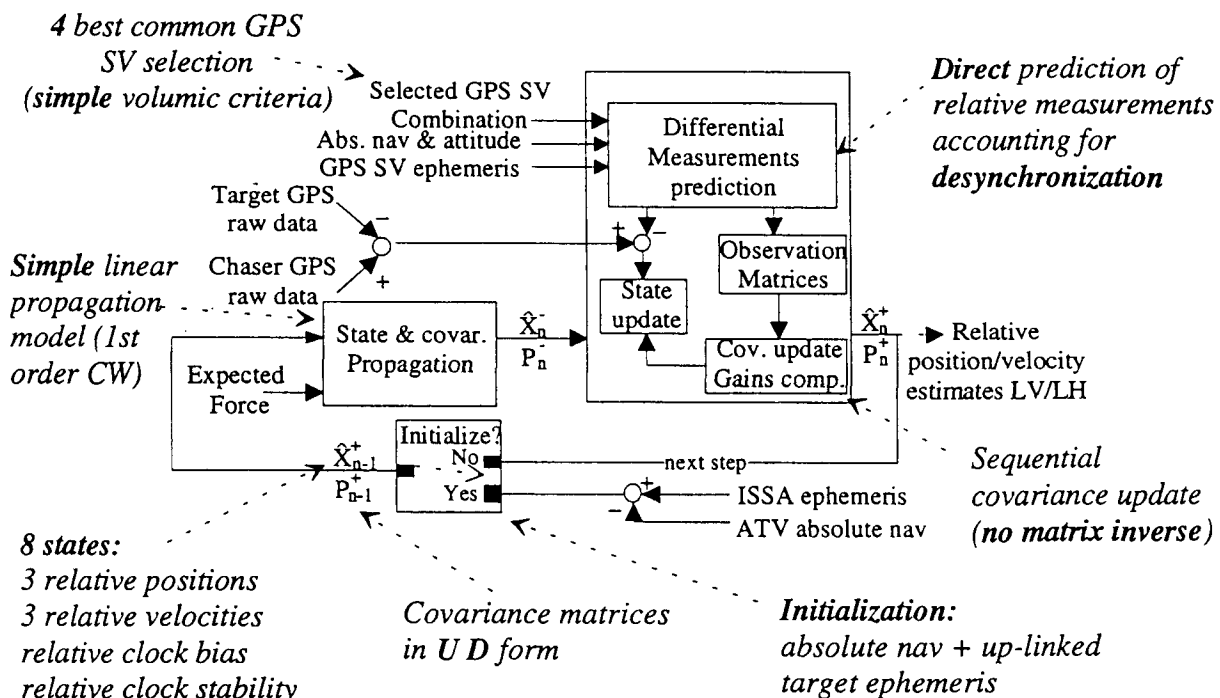 4 best common GPS
SV selection
(simple volumic criteria)
Selected GPS SV
Combination
Abs. nav & attitude
GPS SV ephemeris
Differential
Measurements
prediction
Direct prediction of
relative measurements
accounting for
desynchronization
Target GPS
raw data
−
+
Chaser GPS
raw data
+
−
Observation
Matrices
State
update
Cov. update
Gains comp.
Simple linear
propagation
model (1st
order CW)
State & covar.
Propagation
Expected
Force
X̂n-
Pn-
X̂n+
Pn+
Relative
position/velocity
estimates LV/LH
Initialize?
No
Yes
X̂n-1+
Pn-1+
next step
+
−
ISSA ephemeris
ATV absolute nav
Sequential
covariance update
(no matrix inverse)
8 states:
3 relative positions
3 relative velocities
relative clock bias
relative clock stability
Covariance matrices
in U D form
Initialization:
absolute nav + up-linked
target ephemeris